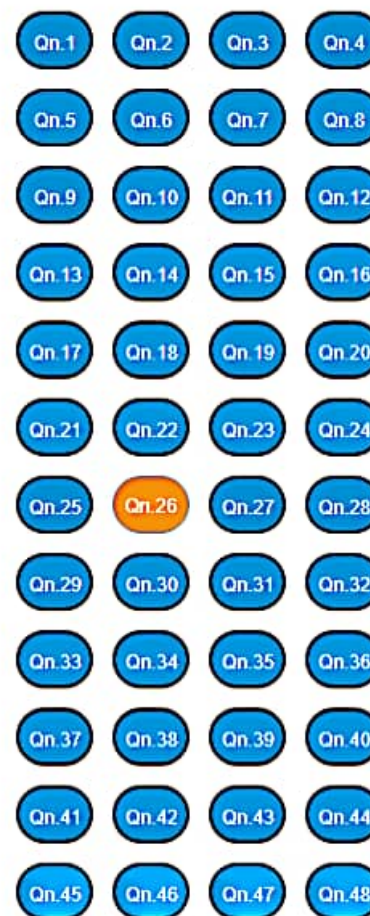 Qn.1 Qn.2 Qn.3 Qn.4
Qn.5 Qn.6 Qn.7 Qn.8
Qn.9 Qn.10 Qn.11 Qn.12
Qn.13 Qn.14 Qn.15 Qn.16
Qn.17 Qn.18 Qn.19 Qn.20
Qn.21 Qn.22 Qn.23 Qn.24
Qn.25 Qn.26 Qn.27 Qn.28
Qn.29 Qn.30 Qn.31 Qn.32
Qn.33 Qn.34 Qn.35 Qn.36
Qn.37 Qn.38 Qn.39 Qn.40
Qn.41 Qn.42 Qn.43 Qn.44
Qn.45 Qn.46 Qn.47 Qn.48